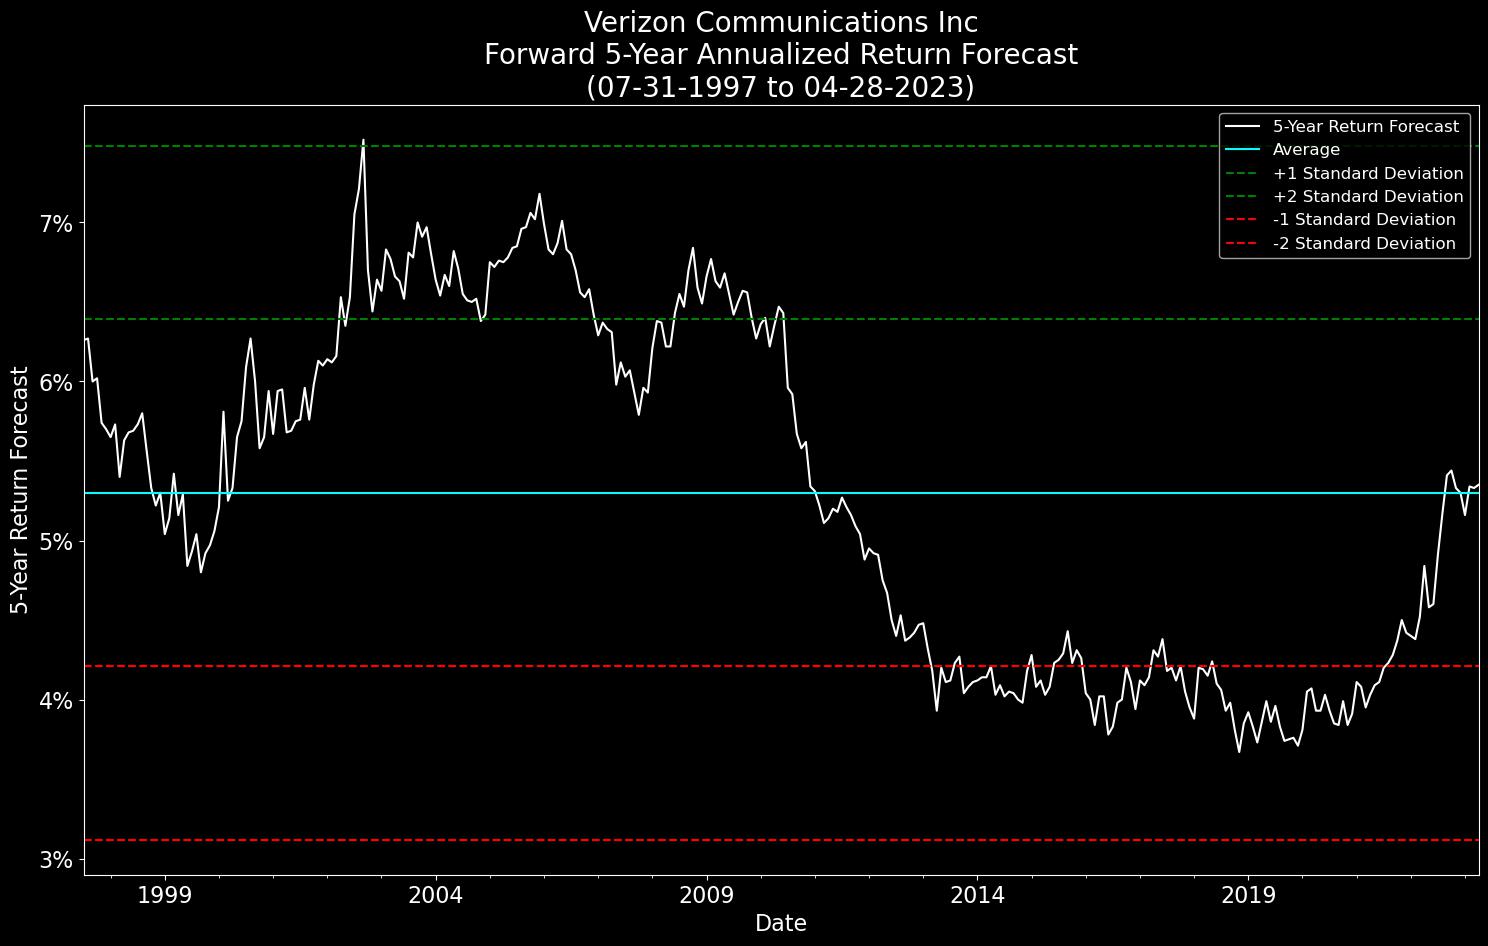 Verizon Communications Inc
Forward 5-Year Annualized Return Forecast
(07-31-1997 to 04-28-2023)
5-Year Return Forecast
Average
+1 Standard Deviation
+2 Standard Deviation
-1 Standard Deviation
-2 Standard Deviation
7%
6%
5%
4%
3%
5-Year Return Forecast
1999
2004
2009
2014
2019
Date